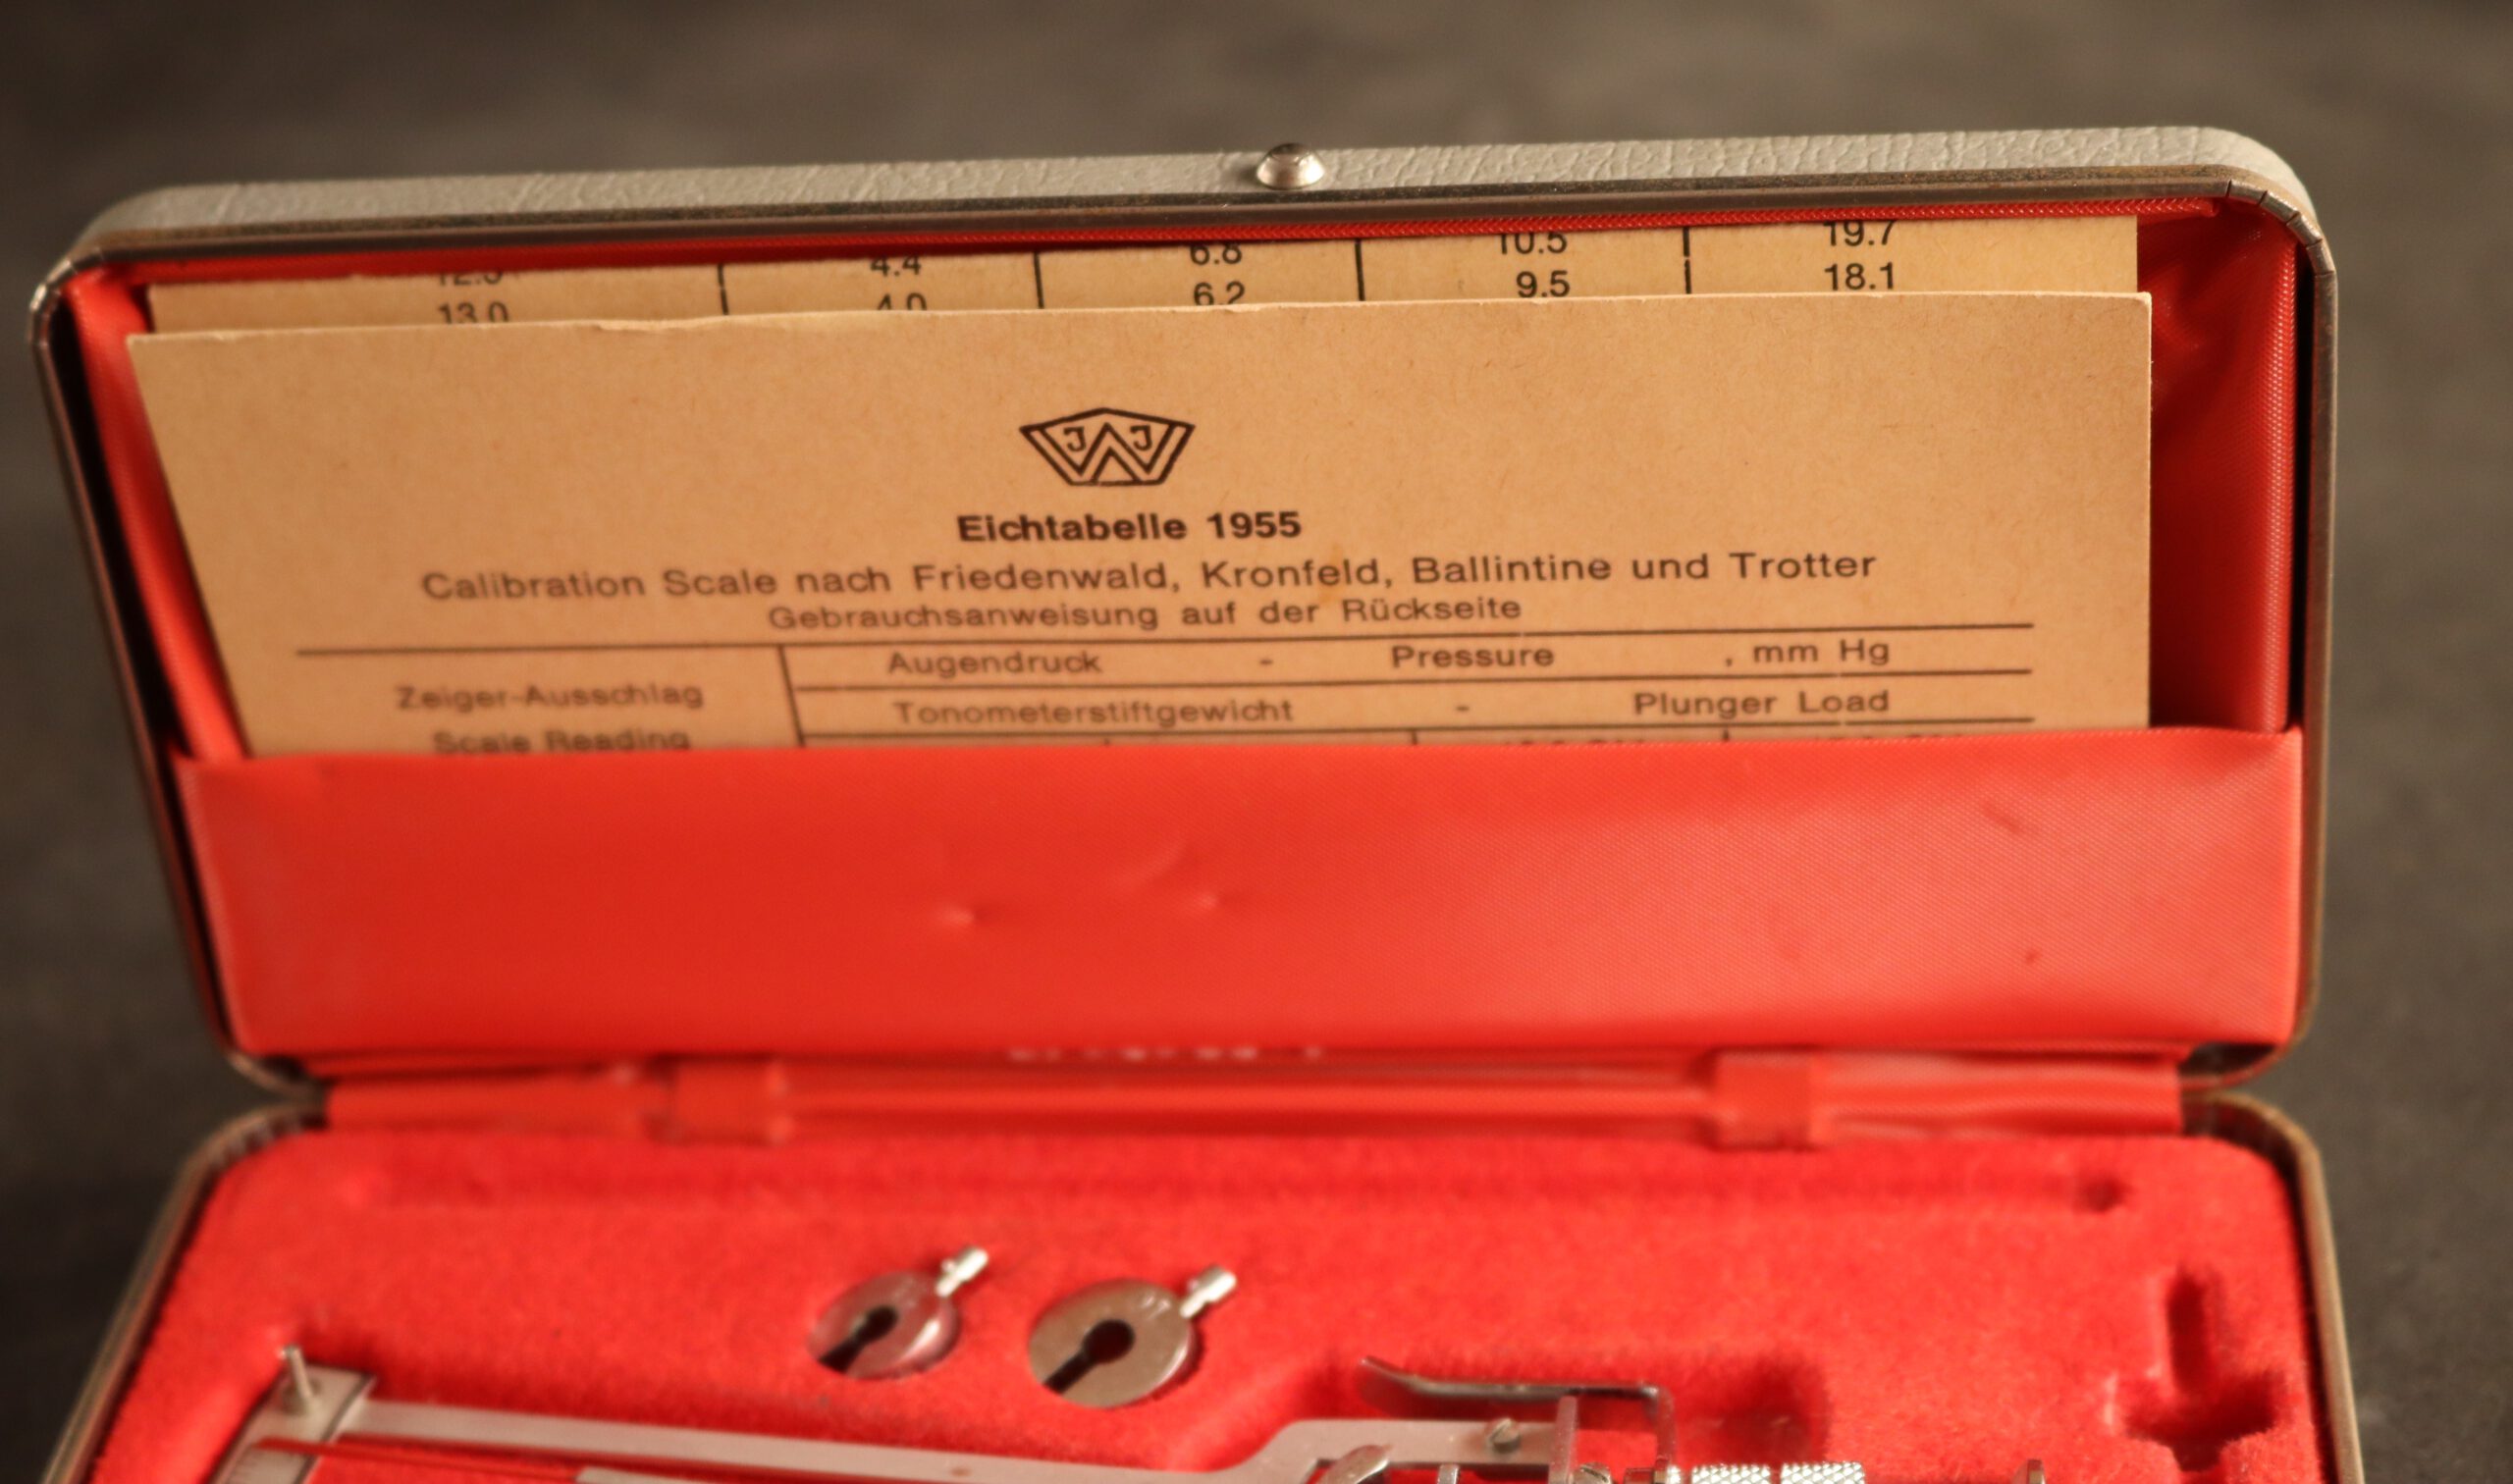 4.4 6.8 10.5 19.7
13.0 4.0 6.2 9.5 18.1
J W J
Eichtabelle 1955
Calibration Scale nach Friedenwald, Kronfeld, Ballintine und Trotter
Gebrauchsanweisung auf der Rückseite
Augendruck - Pressure , mm Hg
Zeiger-Ausschlag
Tonometerstiftgewicht - Plunger Load
Scale Reading